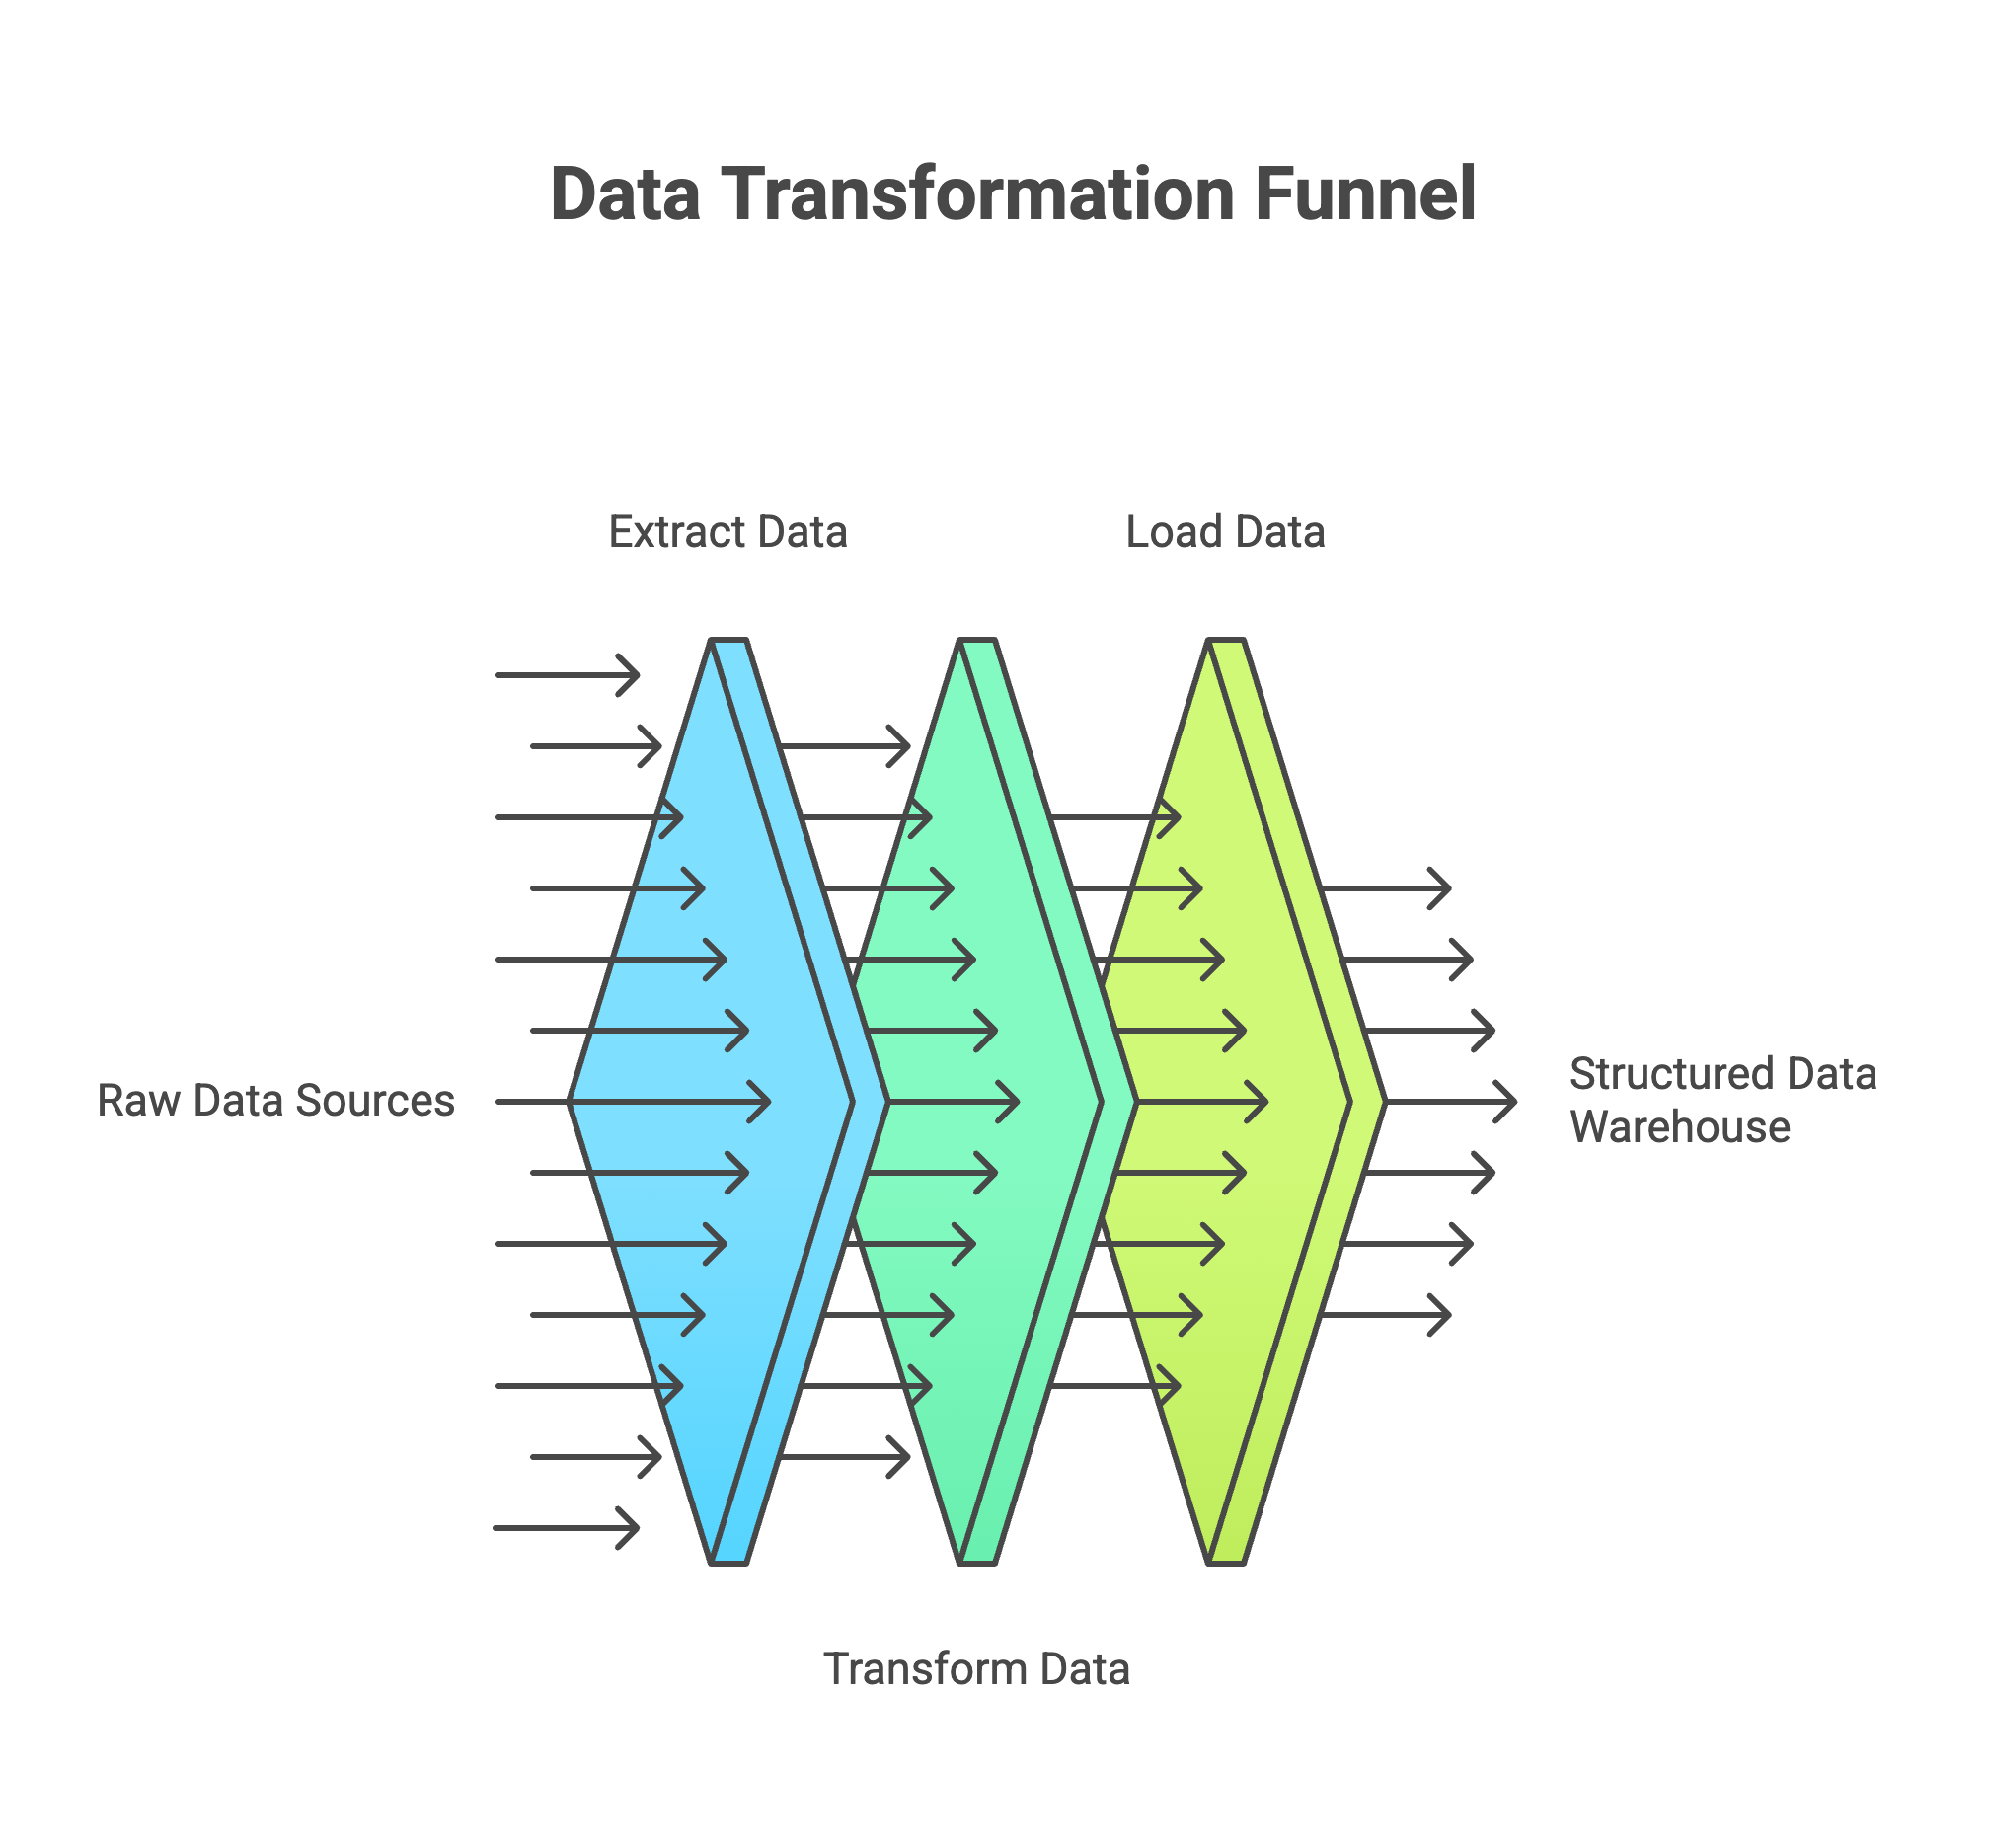 Data Transformation Funnel
Extract Data
Load Data
Raw Data Sources
Structured Data
Warehouse
Transform Data